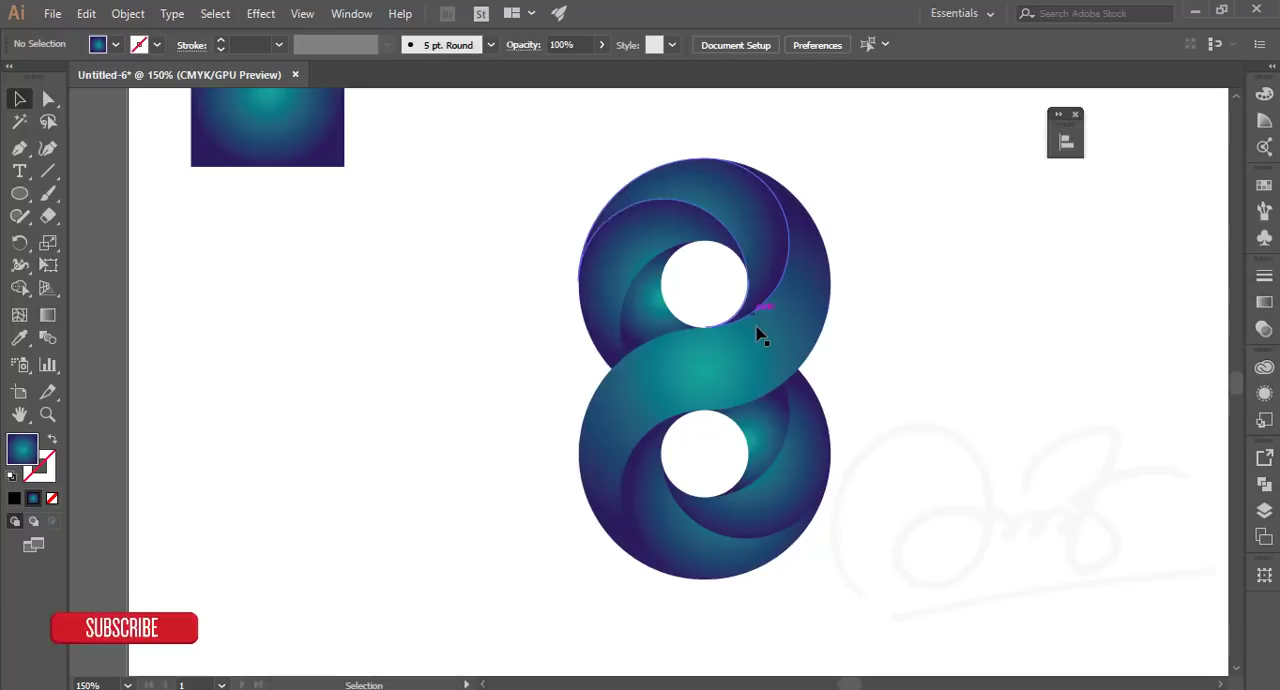 Ai File Edit Object Type Select Effect View Window Help Br St Essentials Search Adobe Stock
No Selection Stroke: 5 pt. Round Opacity: 100% Style: Document Setup Preferences
Untitled-6* @ 150% (CMYK/GPU Preview)
SUBSCRIBE
150% 1 Selection